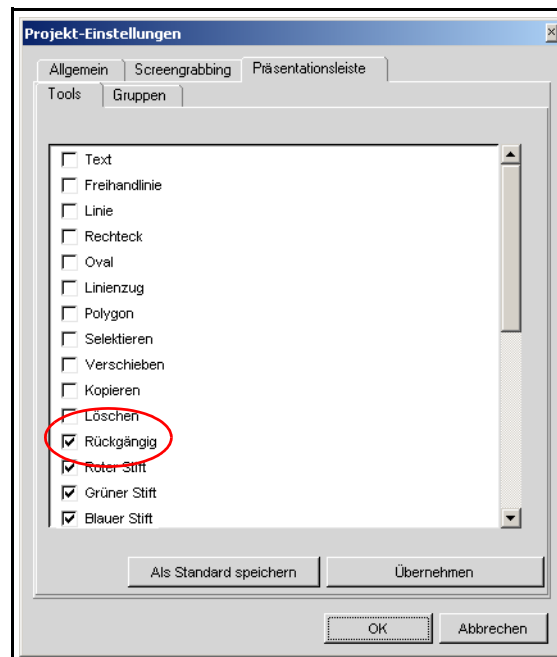 Projekt-Einstellungen
Allgemein Screengrabbing Präsentationsleiste
Tools Gruppen
Text
Freihandlinie
Linie
Rechteck
Oval
Linienzug
Polygon
Selektieren
Verschieben
Kopieren
Löschen
Rückgängig
Roter Stift
Grüner Stift
Blauer Stift
Als Standard speichern Übernehmen
OK Abbrechen